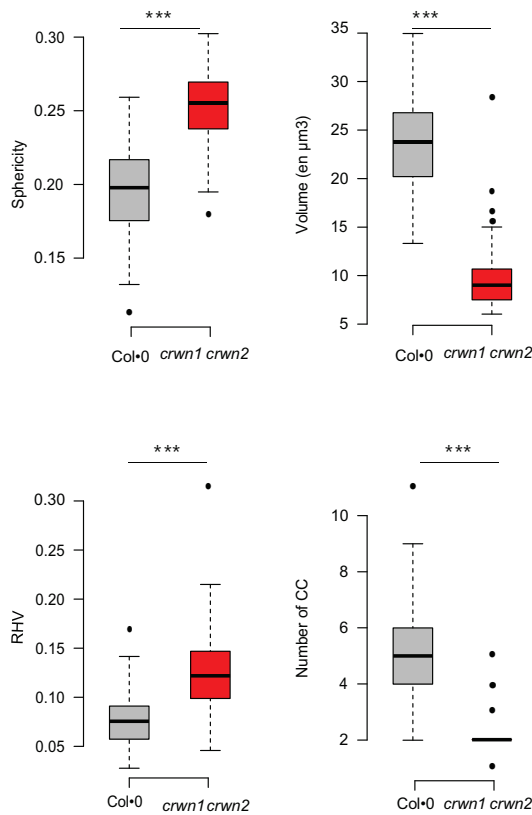 ***
0.30
0.25
0.20
0.15
Sphericity
Col•0
crwn1 crwn2
***
35
30
25
20
15
10
5
Volume (en µm3)
Col•0
crwn1 crwn2
***
0.30
0.25
0.20
0.15
0.10
0.05
RHV
Col•0
crwn1 crwn2
***
10
8
6
4
2
Number of CC
Col•0
crwn1 crwn2